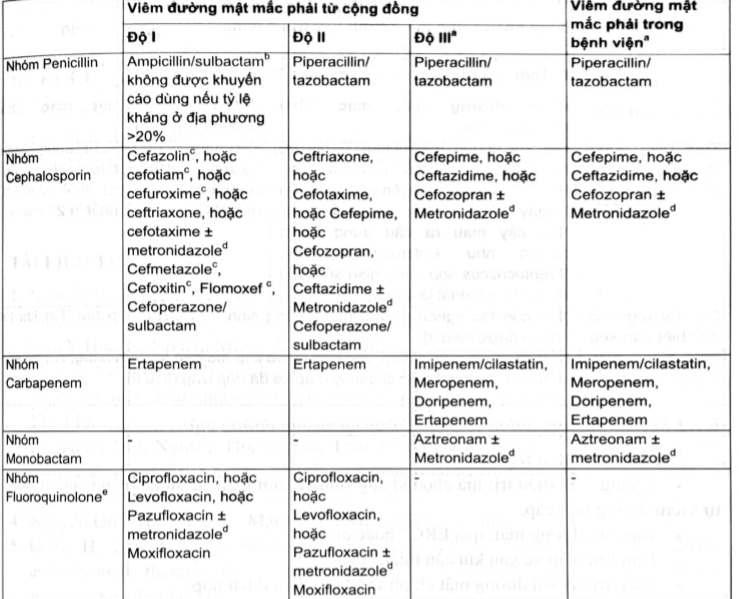 Viêm đường mật mắc phải từ cộng đồng
Viêm đường mật
mắc phải trong
bệnh viện^a
Độ I
Độ II
Độ III^a
Nhóm Penicillin
Ampicillin/sulbactam^b
không được khuyến
cáo dùng nếu tỷ lệ
kháng ở địa phương
>20%
Piperacillin/
tazobactam
Piperacillin/
tazobactam
Piperacillin/
tazobactam
Nhóm
Cephalosporin
Cefazolin^c, hoặc
cefotiam^c, hoặc
cefuroxime^c, hoặc
ceftriaxone, hoặc
cefotaxime ±
metronidazole^d
Cefmetazole^c,
Cefoxitin^c, Flomoxef ^c,
Cefoperazone/
sulbactam
Ceftriaxone,
hoặc
Cefotaxime,
hoặc Cefepime,
hoặc
Cefozopran,
hoặc
Ceftazidime ±
Metronidazole^d
Cefoperazone/
sulbactam
Cefepime, hoặc
Ceftazidime, hoặc
Cefozopran ±
Metronidazole^d
Cefepime, hoặc
Ceftazidime, hoặc
Cefozopran ±
Metronidazole^d
Nhóm
Carbapenem
Ertapenem
Ertapenem
Imipenem/cilastatin,
Meropenem,
Doripenem,
Ertapenem
Imipenem/cilastatin,
Meropenem,
Doripenem,
Ertapenem
Nhóm
Monobactam
-
-
Aztreonam ±
Metronidazole^d
Aztreonam ±
metronidazole^d
Nhóm
Fluoroquinolone^e
Ciprofloxacin, hoặc
Levofloxacin, hoặc
Pazufloxacin ±
metronidazole^d
Moxifloxacin
Ciprofloxacin,
hoặc
Levofloxacin,
hoặc
Pazufloxacin ±
metronidazole^d
Moxifloxacin
-
-